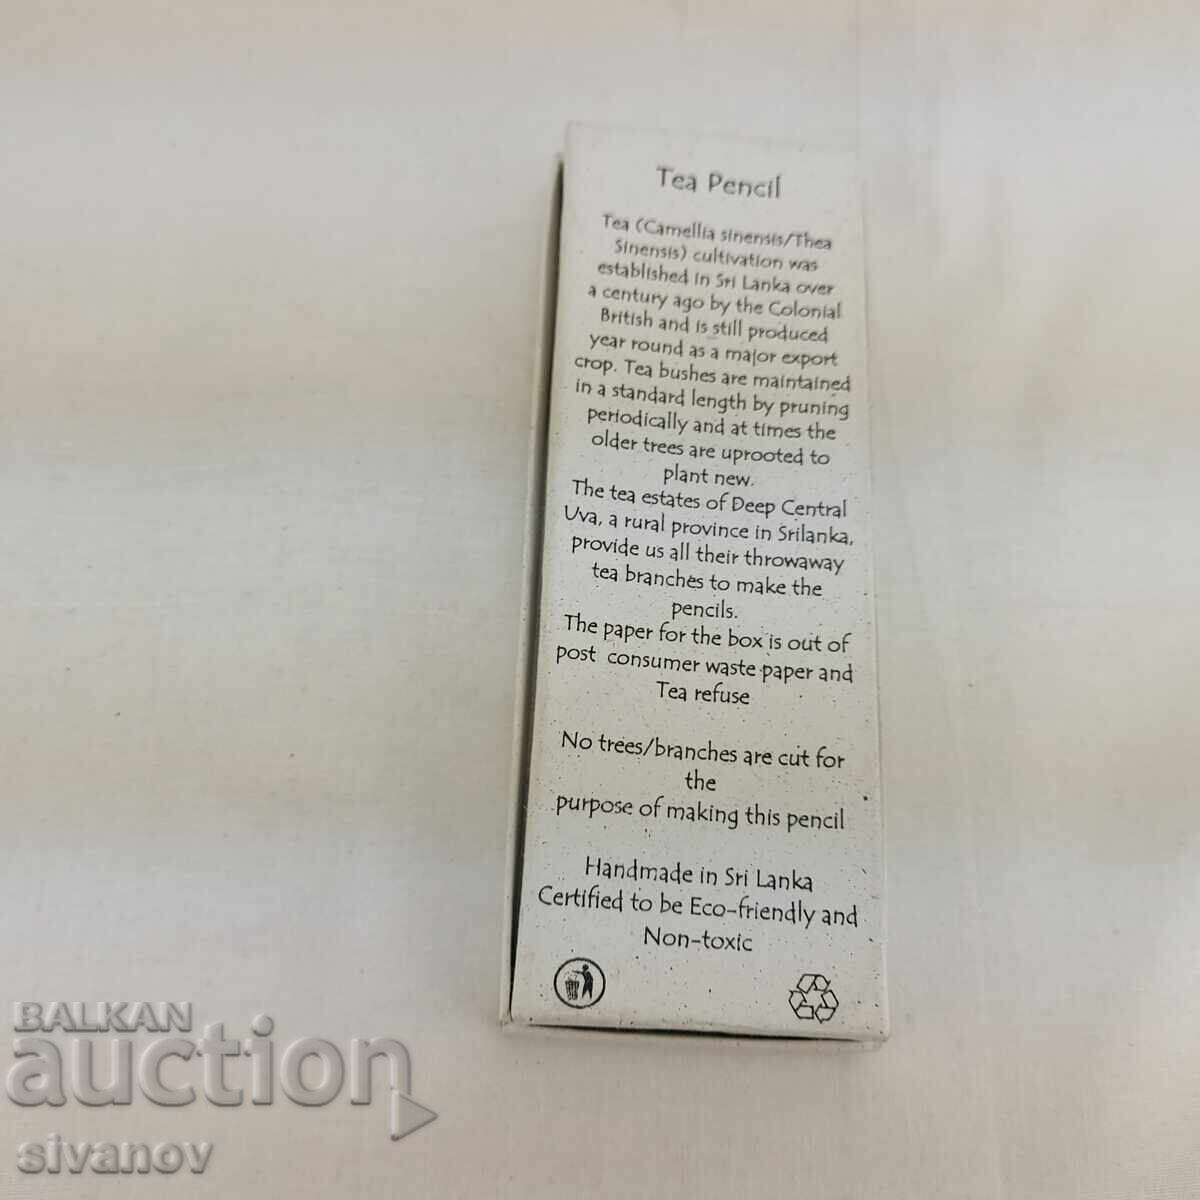 Tea Pencil
Tea (Camellia sinensis/Thea
Sinensis) cultivation was
established in Sri Lanka over
a century ago by the Colonial
British and is still produced
year round as a major export
crop. Tea bushes are maintained
in a standard length by pruning
periodically and at times the
older trees are uprooted to
plant new.
The tea estates of Deep Central
Uva, a rural province in Srilanka,
provide us all their throwaway
tea branches to make the
pencils.
The paper for the box is out of
post consumer waste paper and
Tea refuse
No trees/branches are cut for
the
purpose of making this pencil
Handmade in Sri Lanka
Certified to be Eco-friendly and
Non-toxic
BALKAN
auction
sivanov